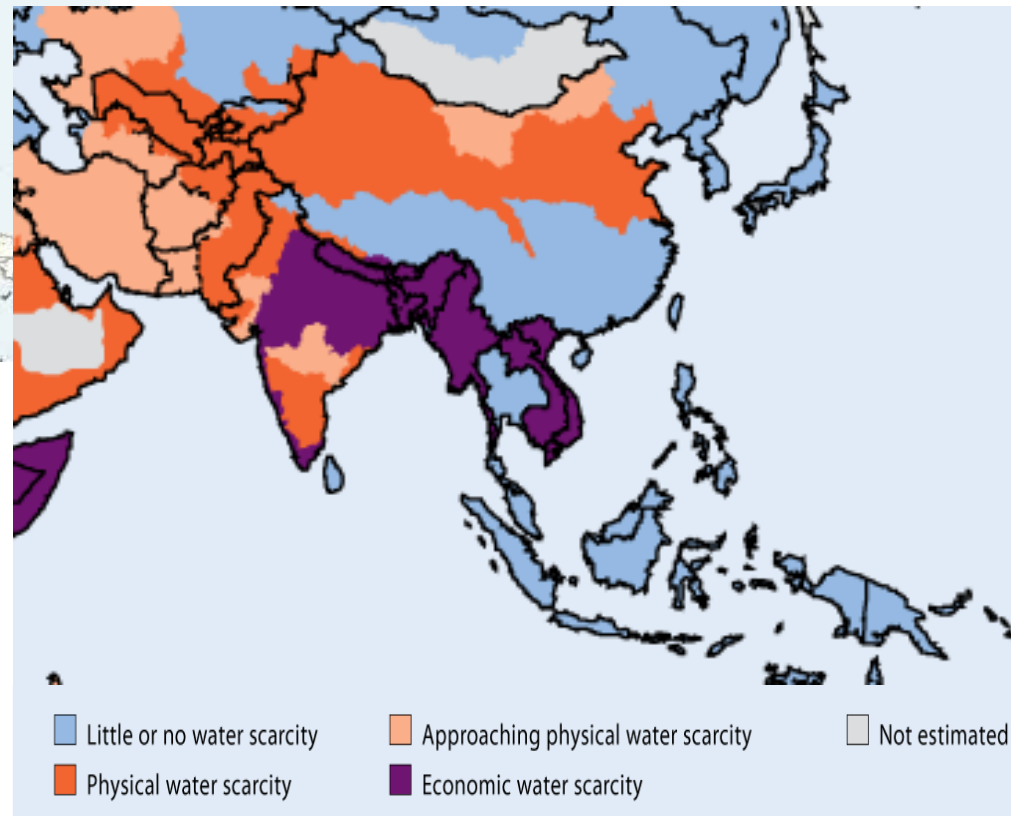 Little or no water scarcity
Approaching physical water scarcity
Not estimated
Physical water scarcity
Economic water scarcity